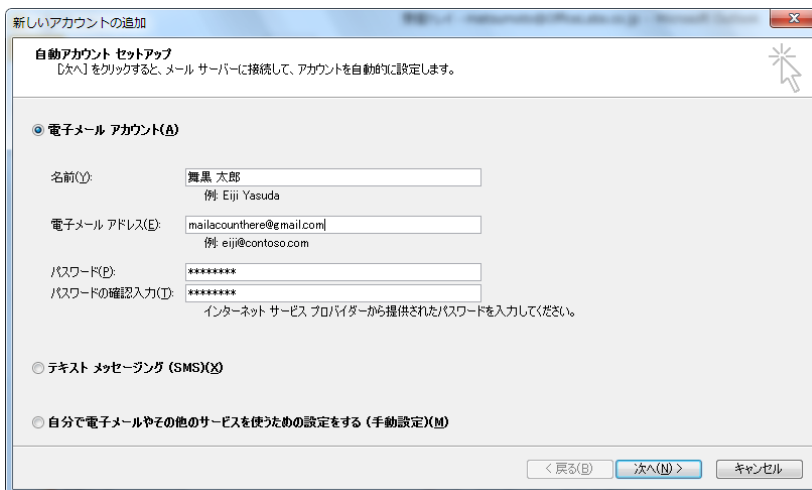 新しいアカウントの追加
自動アカウント セットアップ
[次へ] をクリックすると、メール サーバーに接続して、アカウントを自動的に設定します。
電子メール アカウント(A)
名前(Y): 舞黒 太郎
例: Eiji Yasuda
電子メール アドレス(E): mailacounthere@gmail.com
例: eiji@contoso.com
パスワード(P): ********
パスワードの確認入力(T): ********
インターネット サービス プロバイダーから提供されたパスワードを入力してください。
テキスト メッセージング (SMS)(X)
自分で電子メールやその他のサービスを使うための設定をする (手動設定)(M)
< 戻る(B) 次へ(N) > キャンセル